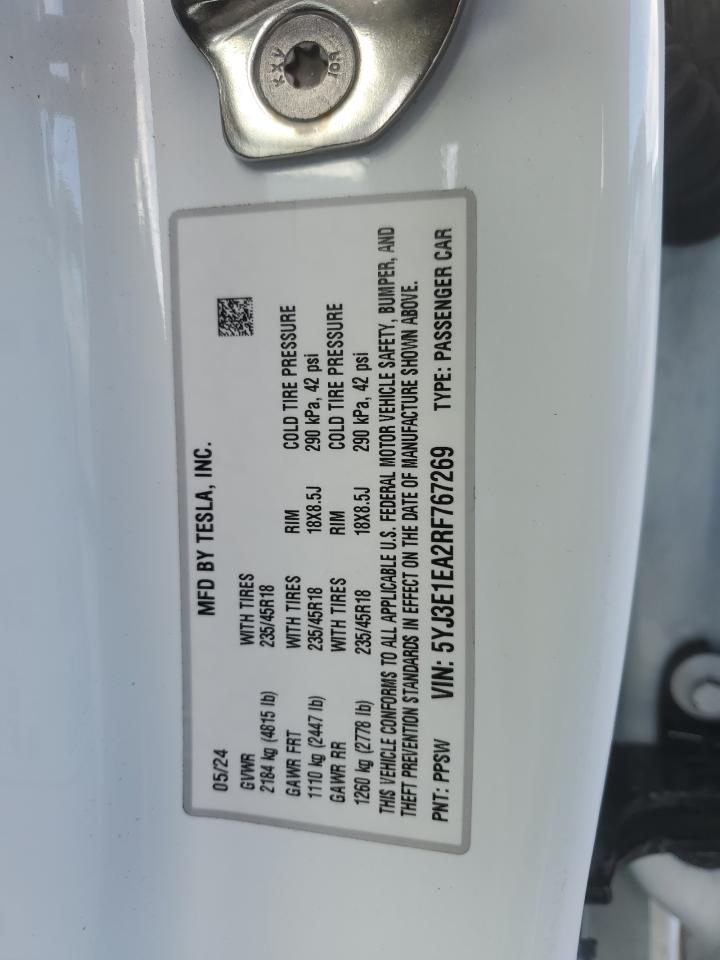 MFD BY TESLA, INC.
05/24
GVWR WITH TIRES
2184 kg (4815 lb) 235/45R18
GAWR FRT WITH TIRES RIM COLD TIRE PRESSURE
1110 kg (2447 lb) 235/45R18 18X8.5J 290 kPa, 42 psi
GAWR RR WITH TIRES RIM COLD TIRE PRESSURE
1260 kg (2778 lb) 235/45R18 18X8.5J 290 kPa, 42 psi
THIS VEHICLE CONFORMS TO ALL APPLICABLE U.S. FEDERAL MOTOR VEHICLE SAFETY, BUMPER, AND
THEFT PREVENTION STANDARDS IN EFFECT ON THE DATE OF MANUFACTURE SHOWN ABOVE.
PNT: PPSW VIN: 5YJ3E1EA2RF767269 TYPE: PASSENGER CAR